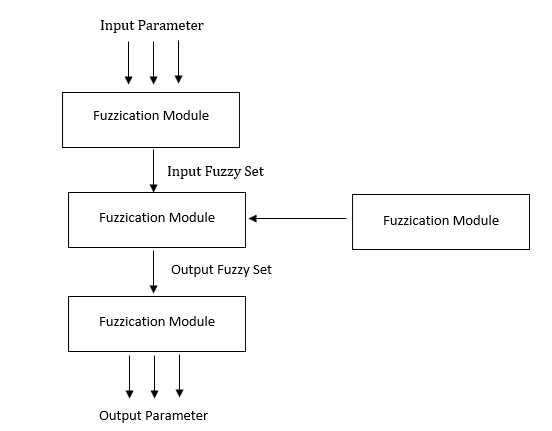 Input Parameter
Fuzzication Module
Input Fuzzy Set
Fuzzication Module
Fuzzication Module
Output Fuzzy Set
Fuzzication Module
Output Parameter